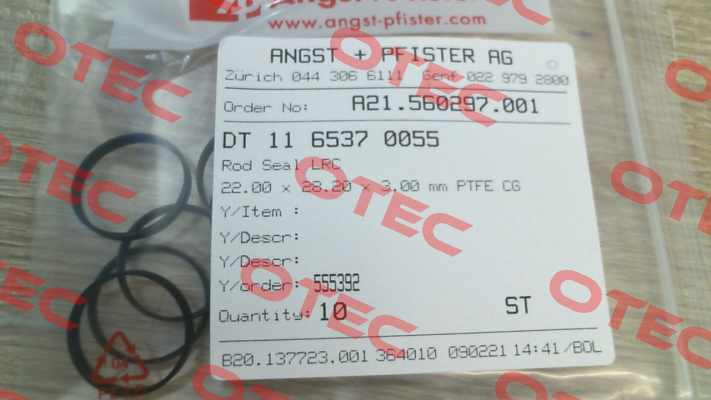 www.angst-pfister.com
ANGST + PFISTER AG
Zürich 044 306 6111 Genf 022 979 2800
Order No: A21.560297.001
DT 11 6537 0055
Rod Seal LRC
22.00 x 28.20 x 3.00 mm PTFE CG
Y/Item :
Y/Descr:
Y/Descr:
Y/order: 555392
Quantity: 10 ST
B20.137723.001 364010 090221 14:41 /BOL
04
OTEC
OTEC
OTEC
OTEC
OTEC
OTEC
OTEC
OTEC